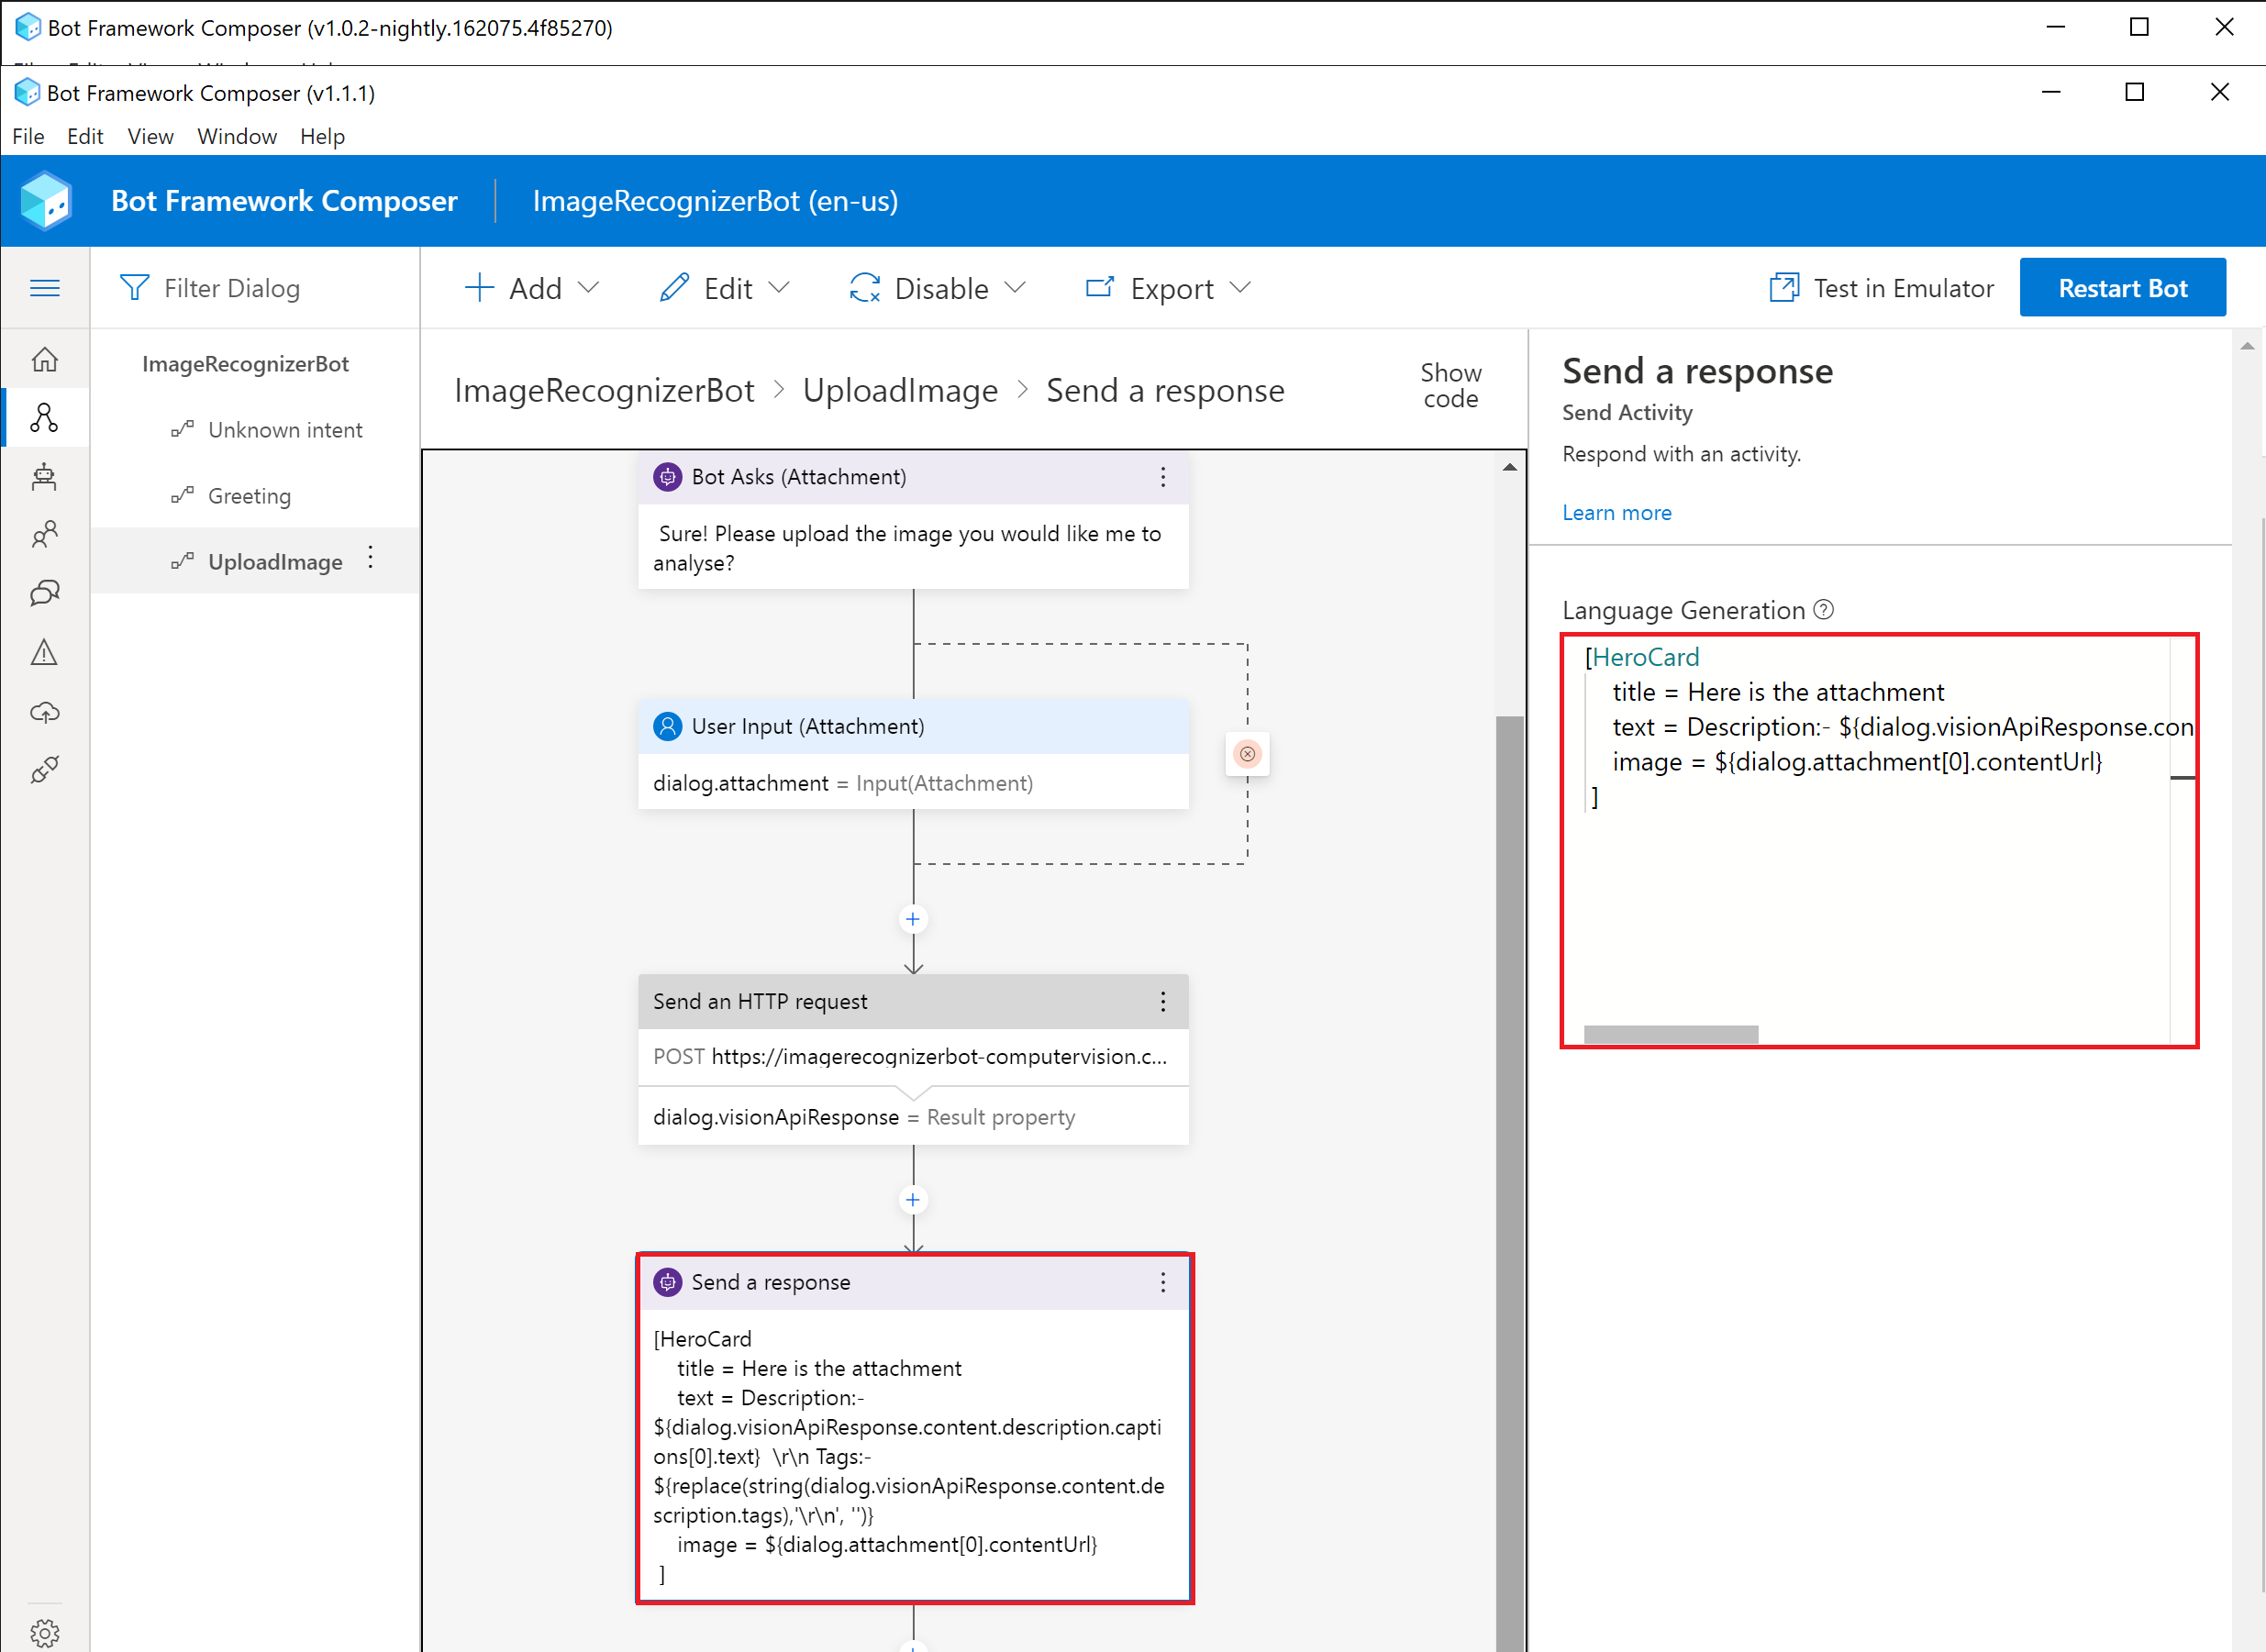 Bot Framework Composer (v1.0.2-nightly.162075.4f85270)
Bot Framework Composer (v1.1.1)
File Edit View Window Help
Bot Framework Composer
ImageRecognizerBot (en-us)
Filter Dialog
Add
Edit
Disable
Export
Test in Emulator
Restart Bot
ImageRecognizerBot
Unknown intent
Greeting
UploadImage
ImageRecognizerBot > UploadImage > Send a response
Show
code
Bot Asks (Attachment)
Sure! Please upload the image you would like me to
analyse?
User Input (Attachment)
dialog.attachment = Input(Attachment)
Send an HTTP request
POST https://imagerecognizerbot-computervision.c...
dialog.visionApiResponse = Result property
Send a response
[HeroCard
title = Here is the attachment
text = Description:-
${dialog.visionApiResponse.content.description.capti
ons[0].text}  \r\n Tags:-
${replace(string(dialog.visionApiResponse.content.de
scription.tags),'\r\n', '')}
image = ${dialog.attachment[0].contentUrl}
]
Send a response
Send Activity
Respond with an activity.
Learn more
Language Generation
[HeroCard
title = Here is the attachment
text = Description:- ${dialog.visionApiResponse.con
image = ${dialog.attachment[0].contentUrl}
]